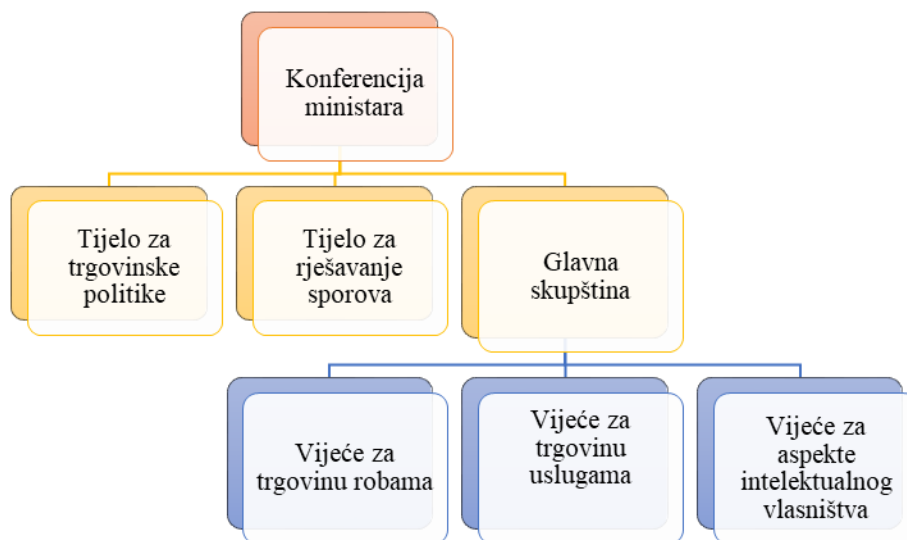 Konferencija
ministara
Tijelo za
trgovinske
politike
Tijelo za
rješavanje
sporova
Glavna
skupština
Vijeće za
trgovinu robama
Vijeće za
trgovinu
uslugama
Vijeće za
aspekte
intelektualnog
vlasništva